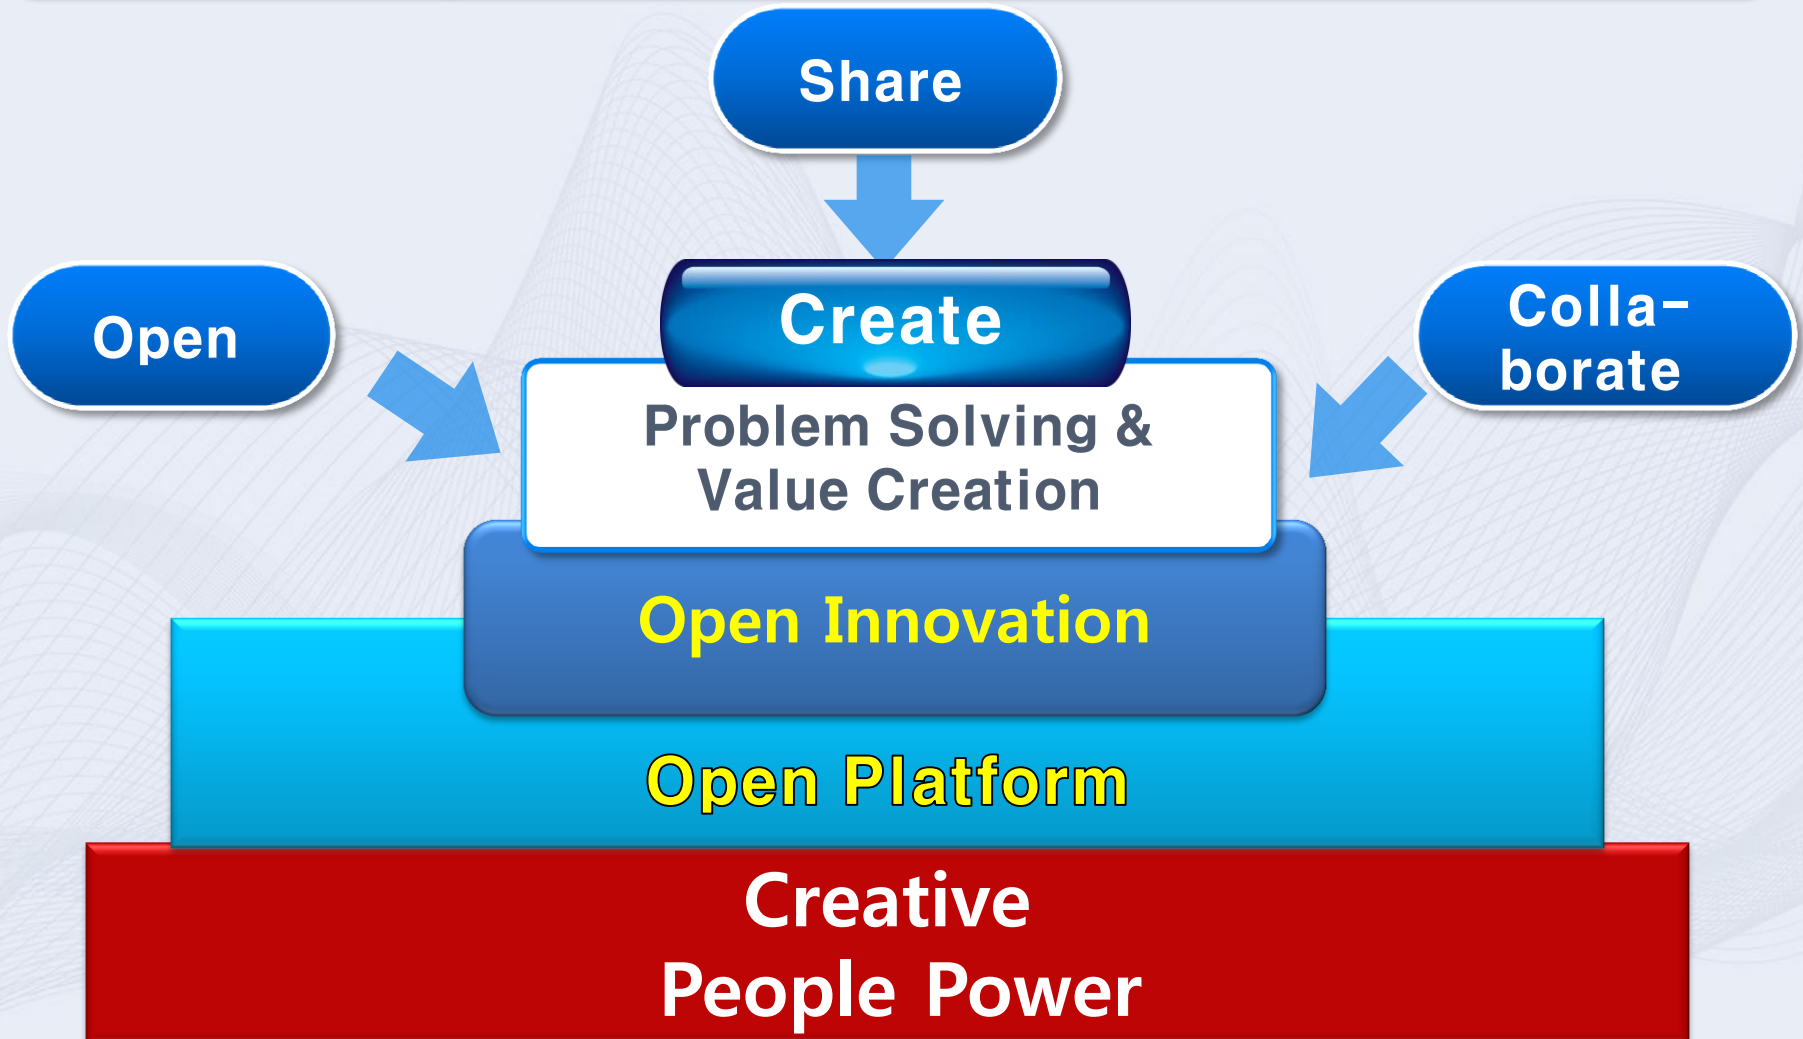 Share
Open
Create
Colla-
borate
Problem Solving &
Value Creation
Open Innovation
Open Platform
Creative
People Power